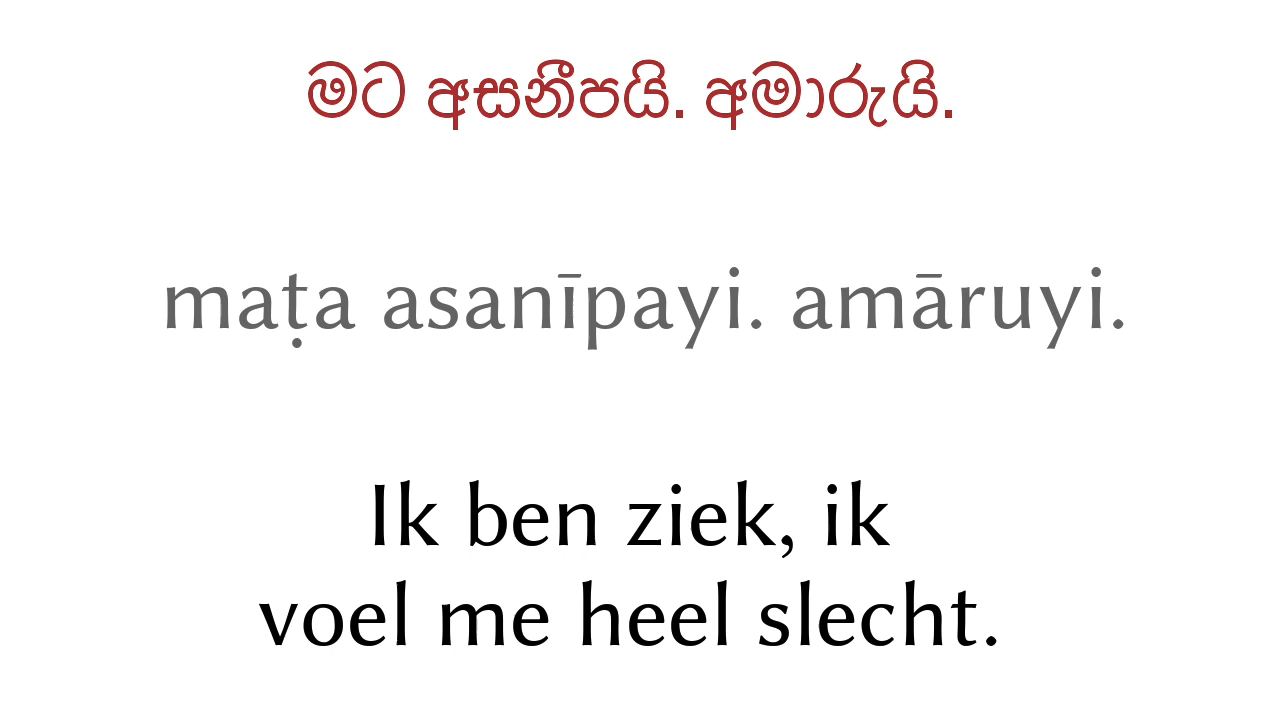 මට අසනීපයි. අමාරුයි.
maṭa asanīpayi. amāruyi.
Ik ben ziek, ik
voel me heel slecht.